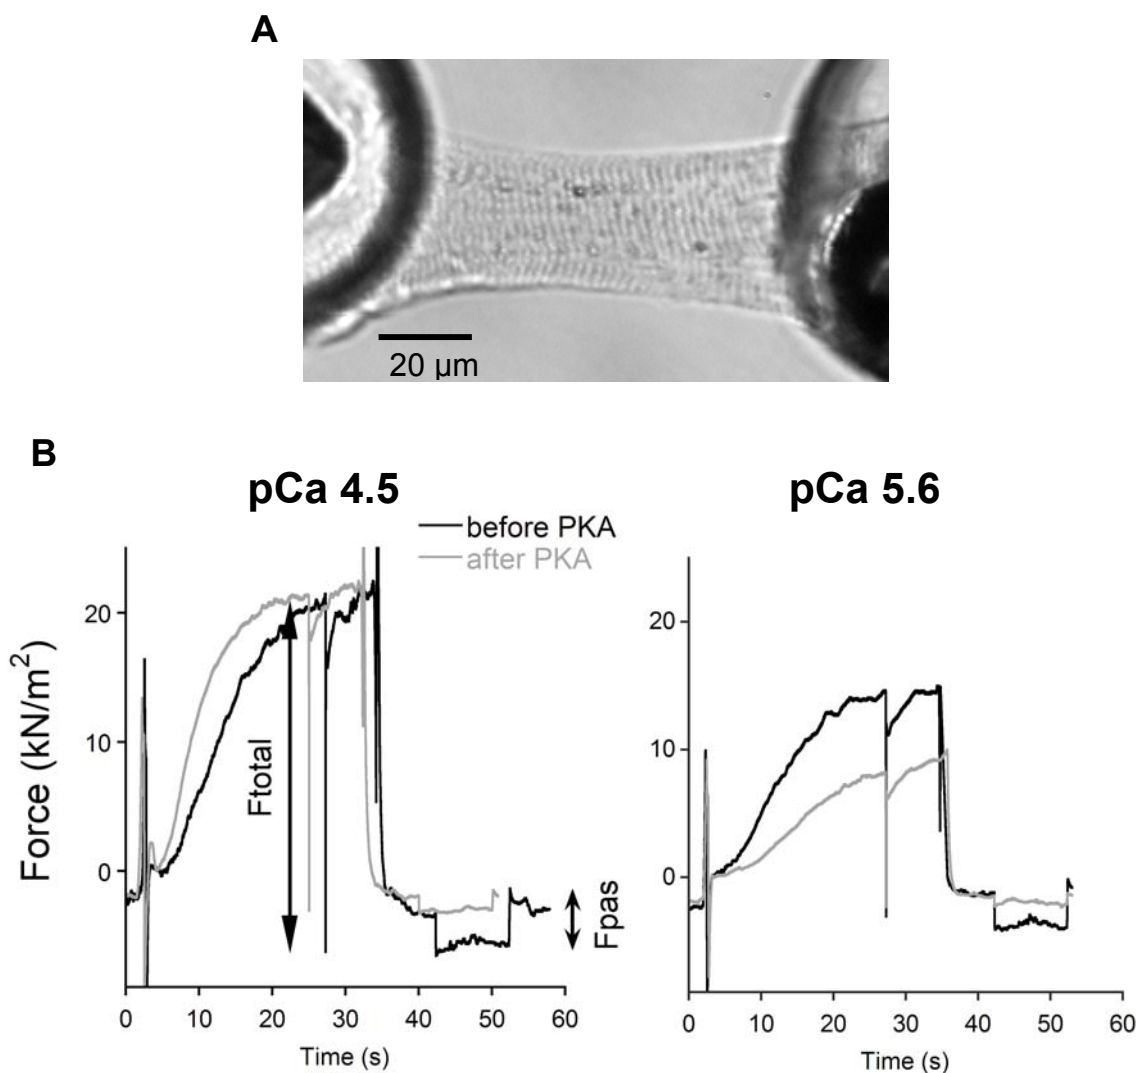 A
20 µm
B
pCa 4.5
pCa 5.6
before PKA
after PKA
Force (kN/m²)
20
10
0
Ftotal
Fpas
0 10 20 30 40 50 60
Time (s)
20
10
0
0 10 20 30 40 50 60
Time (s)